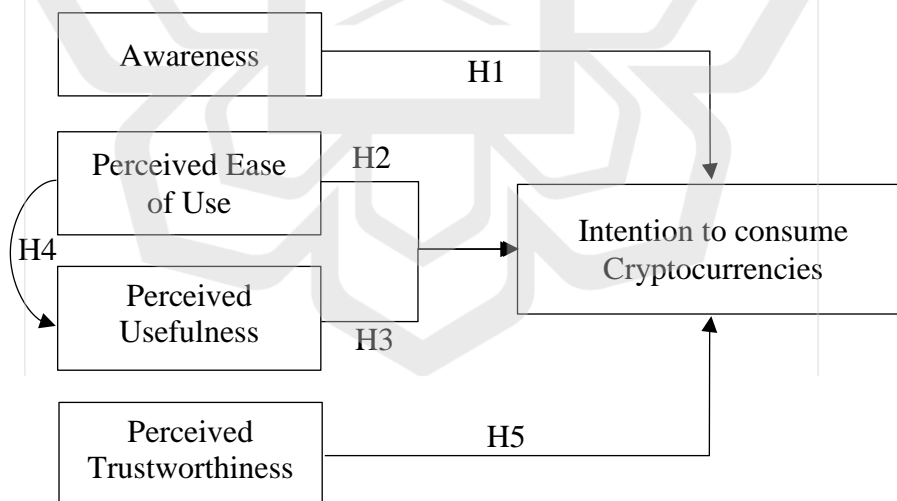 Awareness
H1
Perceived Ease
of Use
H2
H4
Perceived
Usefulness
H3
Intention to consume
Cryptocurrencies
Perceived
Trustworthiness
H5